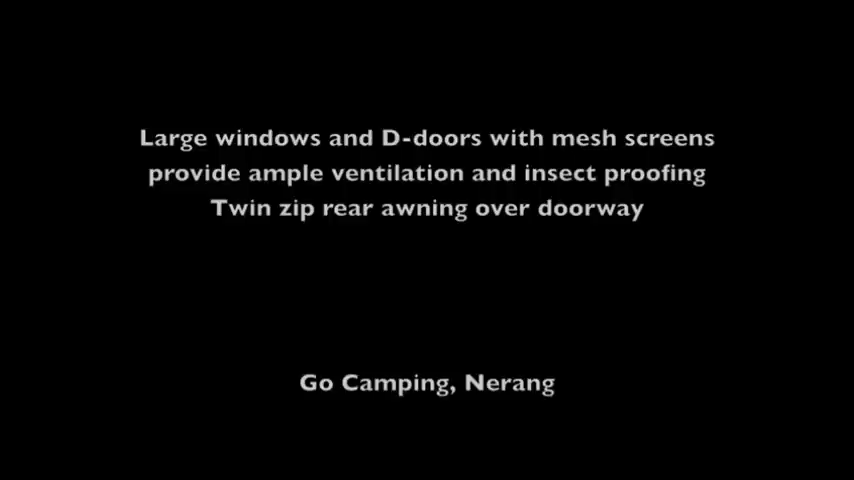 Large windows and D-doors with mesh screens
provide ample ventilation and insect proofing
Twin zip rear awning over doorway
Go Camping, Nerang